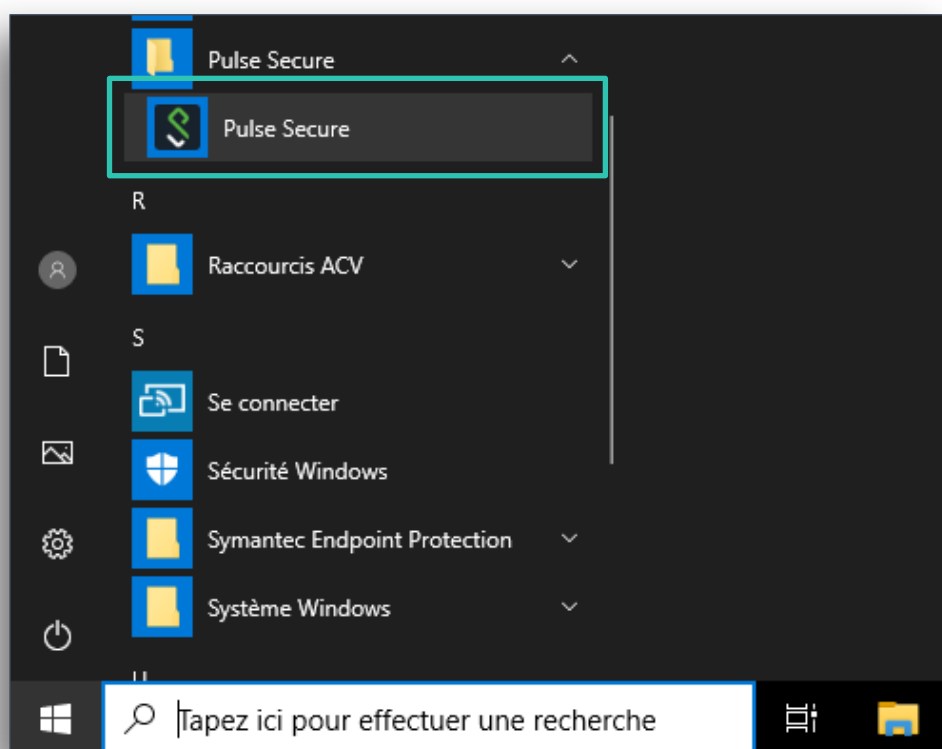 Pulse Secure
Pulse Secure
R
Raccourcis ACV
S
Se connecter
Sécurité Windows
Symantec Endpoint Protection
Système Windows
Tapez ici pour effectuer une recherche